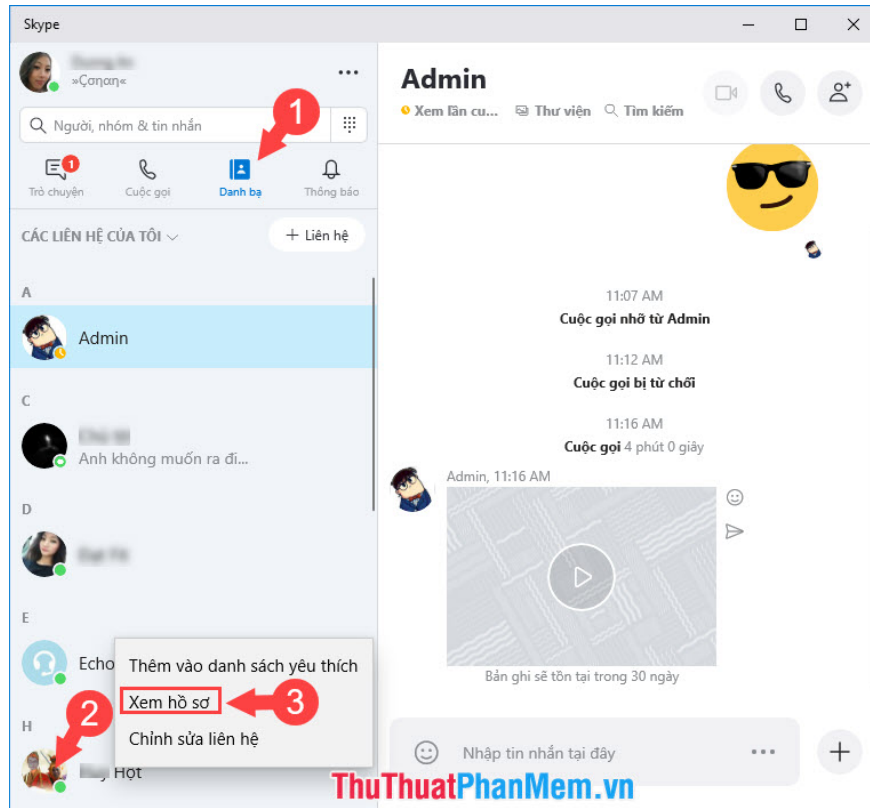 Skype
»Çơηαη«
Người, nhóm & tin nhắn
1
1
Trò chuyện
Cuộc gọi
Danh bạ
Thông báo
CÁC LIÊN HỆ CỦA TÔI
+ Liên hệ
A
Admin
C
Anh không muốn ra đi...
D
E
Echo
Thêm vào danh sách yêu thích
Xem hồ sơ
3
Chỉnh sửa liên hệ
2
H
Hột
Admin
Xem lần cu...
Thư viện
Tìm kiếm
11:07 AM
Cuộc gọi nhỡ từ Admin
11:12 AM
Cuộc gọi bị từ chối
11:16 AM
Cuộc gọi 4 phút 0 giây
Admin, 11:16 AM
Bản ghi sẽ tồn tại trong 30 ngày
Nhập tin nhắn tại đây
ThuThuatPhanMem.vn